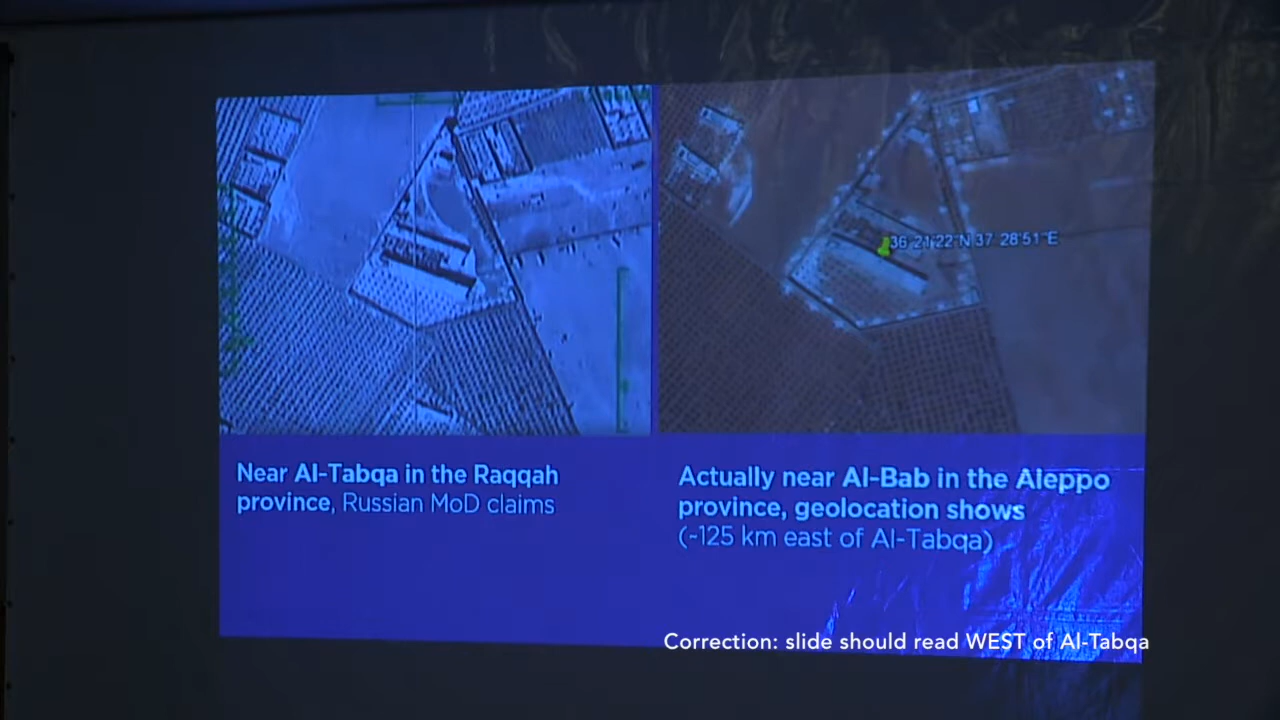 36 21'22"N 37 28'51"E
Near Al-Tabqa in the Raqqah
province, Russian MoD claims
Actually near Al-Bab in the Aleppo
province, geolocation shows
(~125 km east of Al-Tabqa)
Correction: slide should read WEST of Al-Tabqa